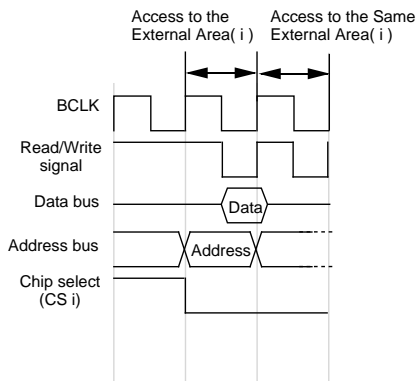 Access to the
External Area( i )
Access to the Same
External Area( i )
BCLK
Read/Write
signal
Data bus
Data
Address bus
Address
Chip select
(CS i)